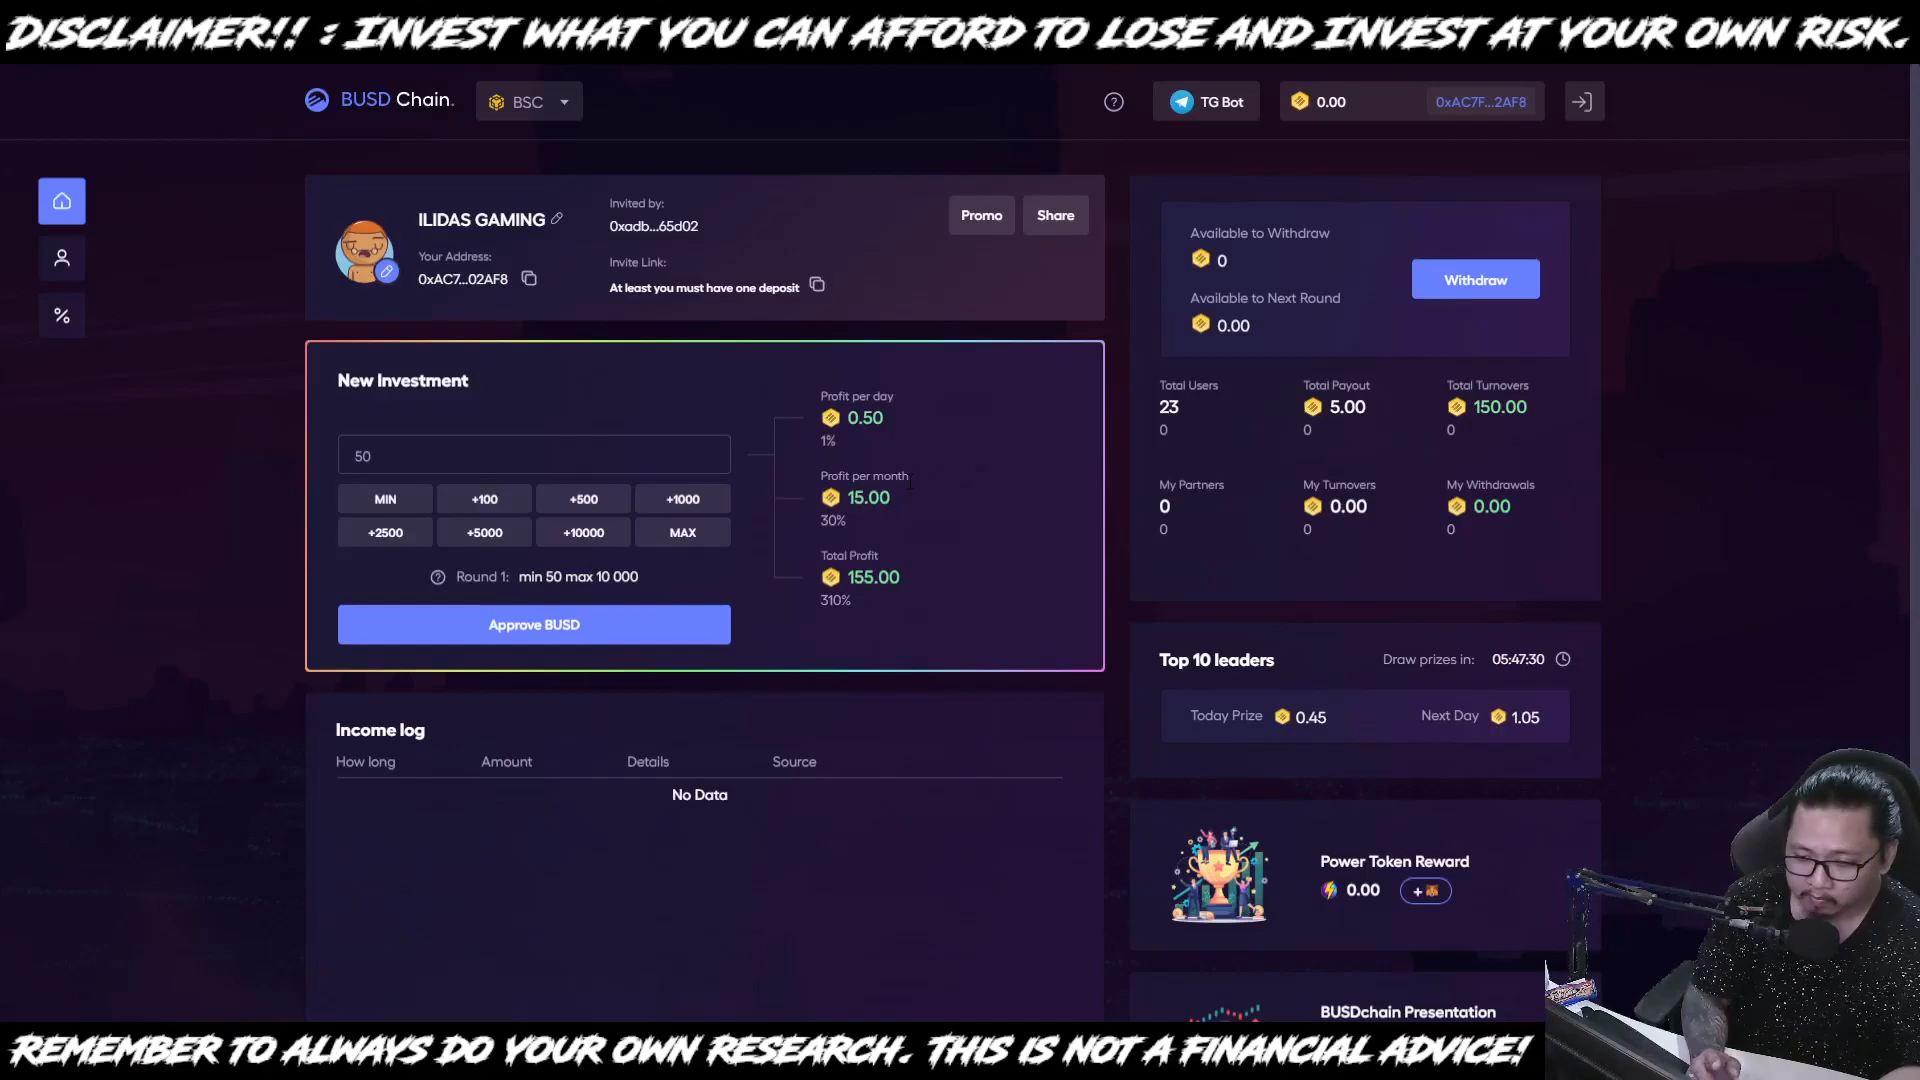 DISCLAIMER!! : INVEST WHAT YOU CAN AFFORD TO LOSE AND INVEST AT YOUR OWN RISK.
BUSD Chain.
BSC
TG Bot
0.00
0xAC7F...2AF8
ILIDAS GAMING
Your Address:
0xAC7...02AF8
Invited by:
0xadb...65d02
Invite Link:
At least you must have one deposit
Promo
Share
Available to Withdraw
0
Available to Next Round
0.00
Withdraw
New Investment
50
MIN
+100
+500
+1000
+2500
+5000
+10000
MAX
Round 1: min 50 max 10 000
Approve BUSD
Profit per day
0.50
1%
Profit per month
15.00
30%
Total Profit
155.00
310%
Total Users
23
0
Total Payout
5.00
0
Total Turnovers
150.00
0
My Partners
0
0
My Turnovers
0.00
0
My Withdrawals
0.00
0
Top 10 leaders
Draw prizes in: 05:47:30
Today Prize 0.45
Next Day 1.05
Income log
How long Amount Details Source
No Data
Power Token Reward
0.00
+
BUSDchain Presentation
REMEMBER TO ALWAYS DO YOUR OWN RESEARCH. THIS IS NOT A FINANCIAL ADVICE!